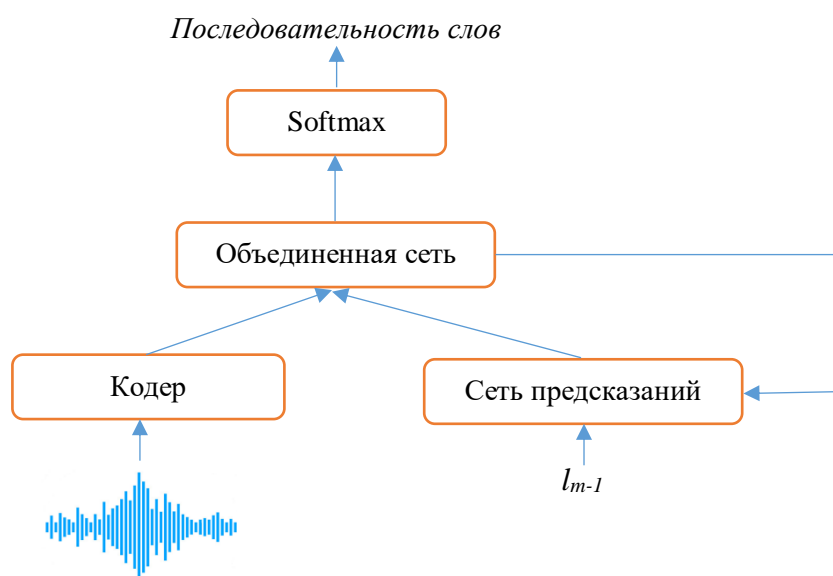 Последовательность слов
Softmax
Объединенная сеть
Кодер
Сеть предсказаний
lm-1